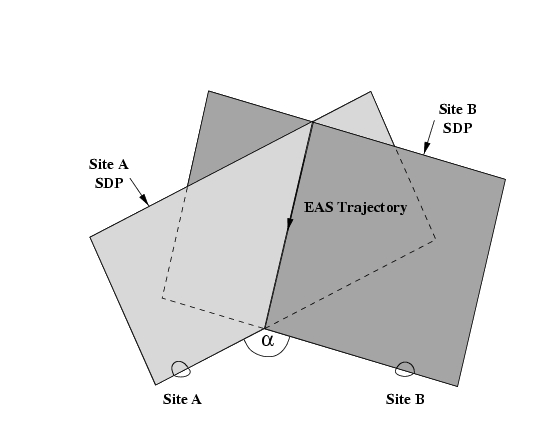 Site B
SDP
Site A
SDP
EAS Trajectory
α
Site A
Site B